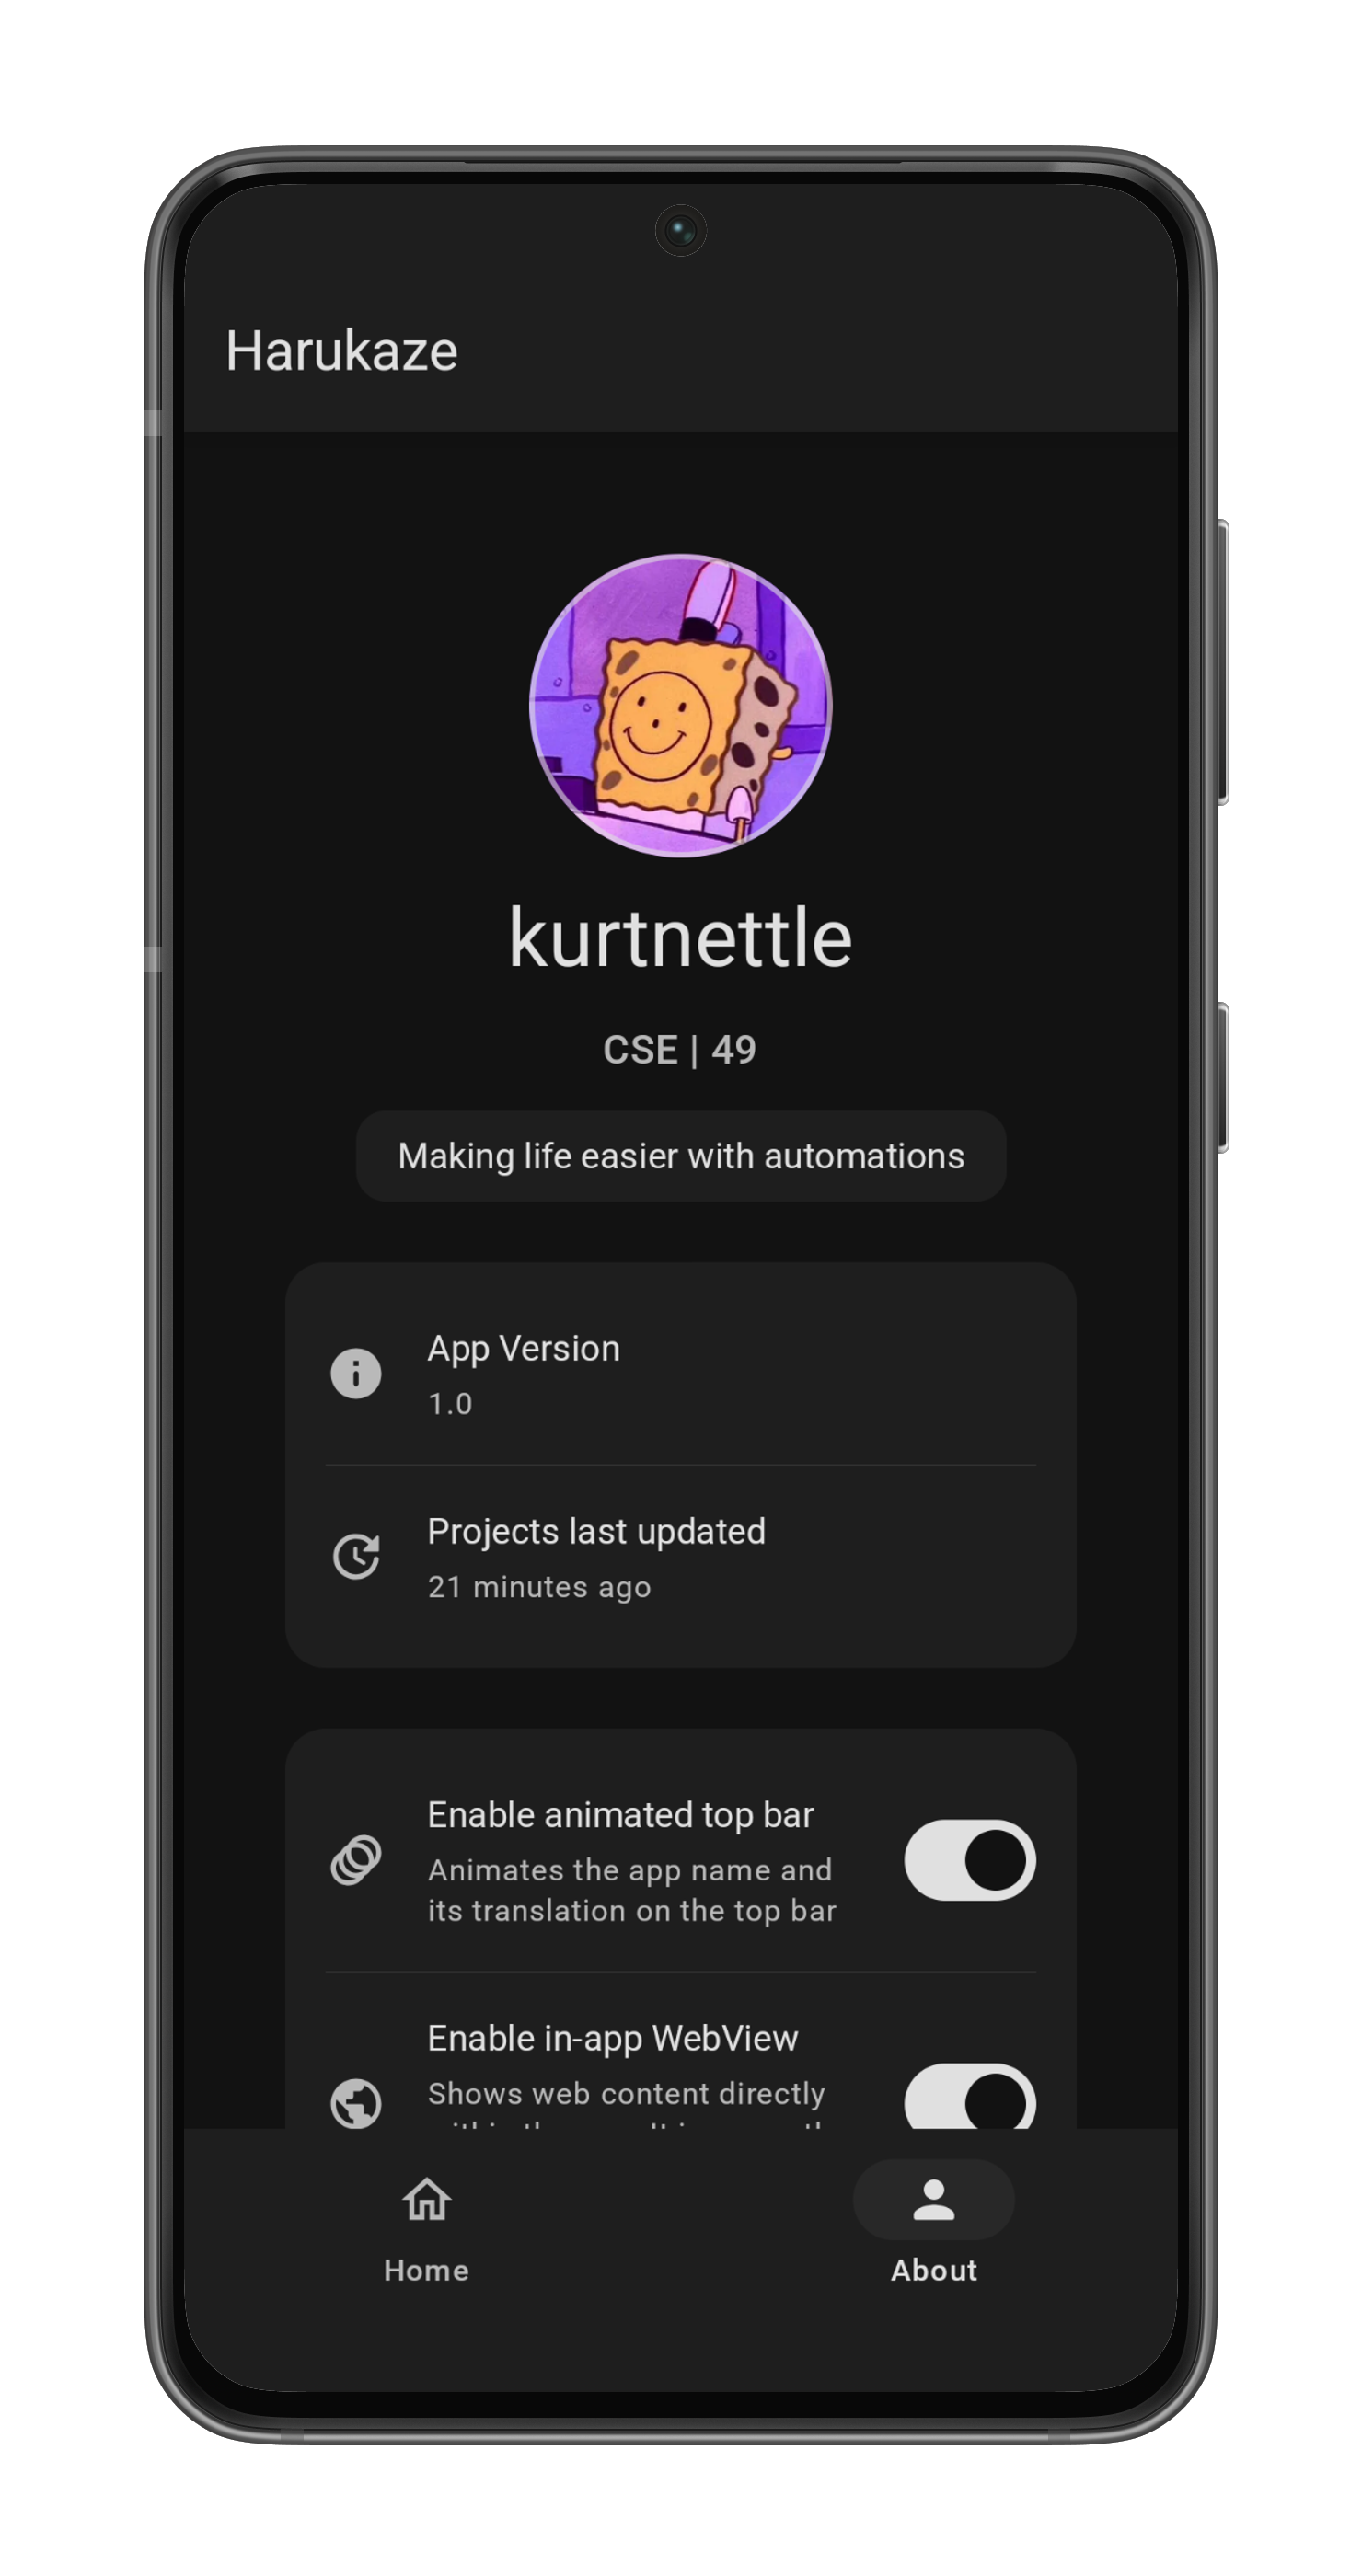 Harukaze
kurtnettle
CSE | 49
Making life easier with automations
App Version
1.0
Projects last updated
21 minutes ago
Enable animated top bar
Animates the app name and
its translation on the top bar
Enable in-app WebView
Shows web content directly
Home
About